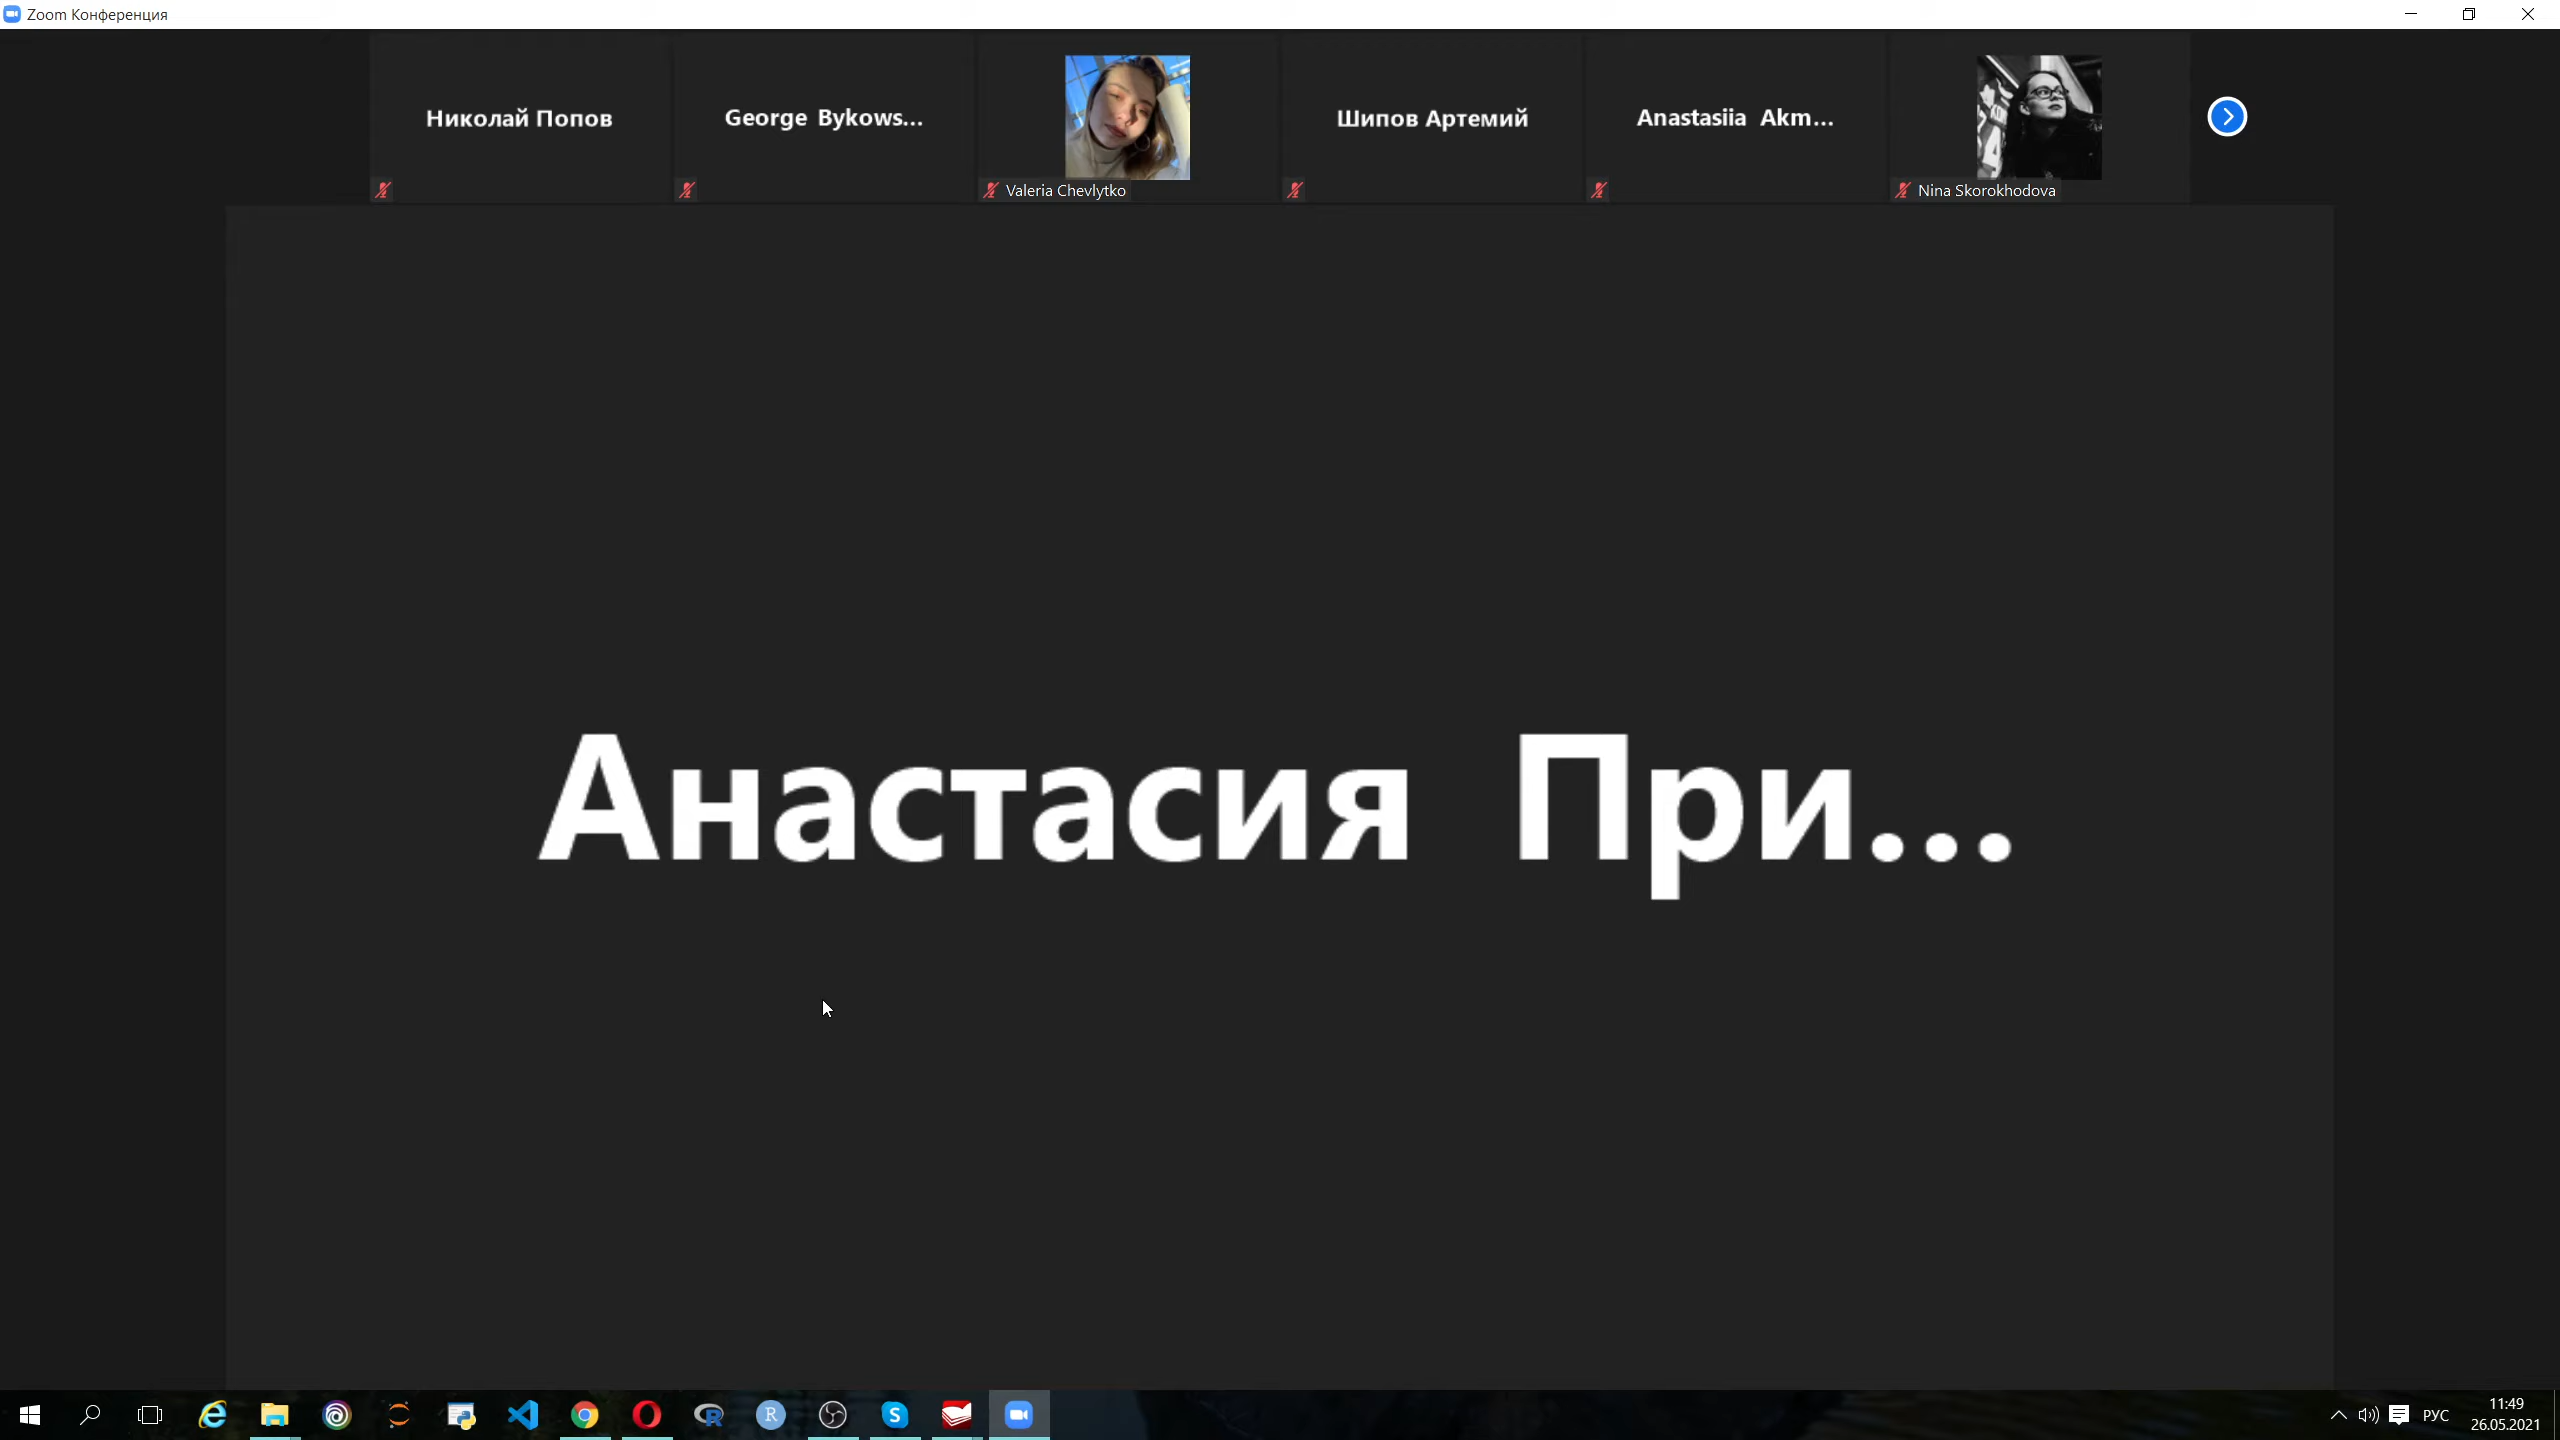 Zoom Конференция
Николай Попов
George Bykows...
Valeria Chevlytko
Шипов Артемий
Anastasiia Akm...
Nina Skorokhodova
Анастасия При...
РУС
11:49
26.05.2021